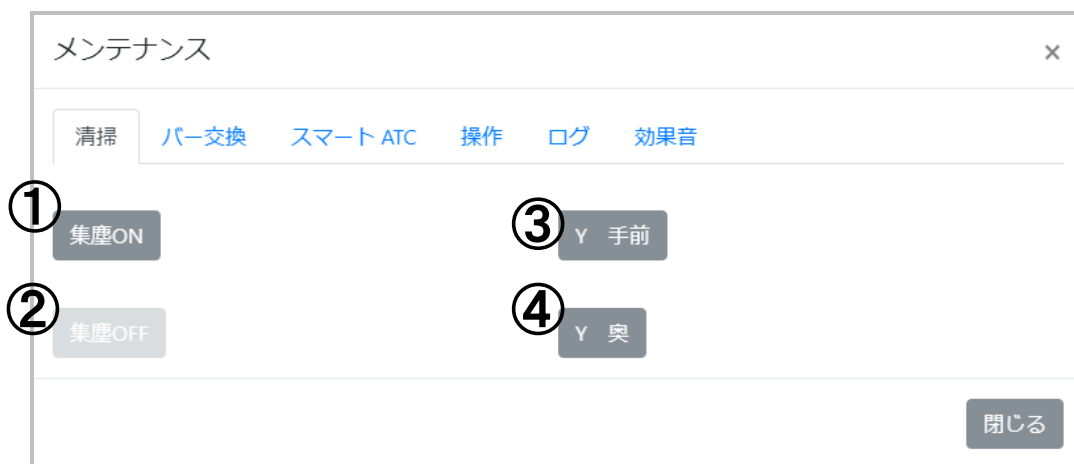 メンテナンス ×
清掃 バー交換 スマート ATC 操作 ログ 効果音
① 集塵ON ③ Y 手前
② 集塵OFF ④ Y 奥
閉じる